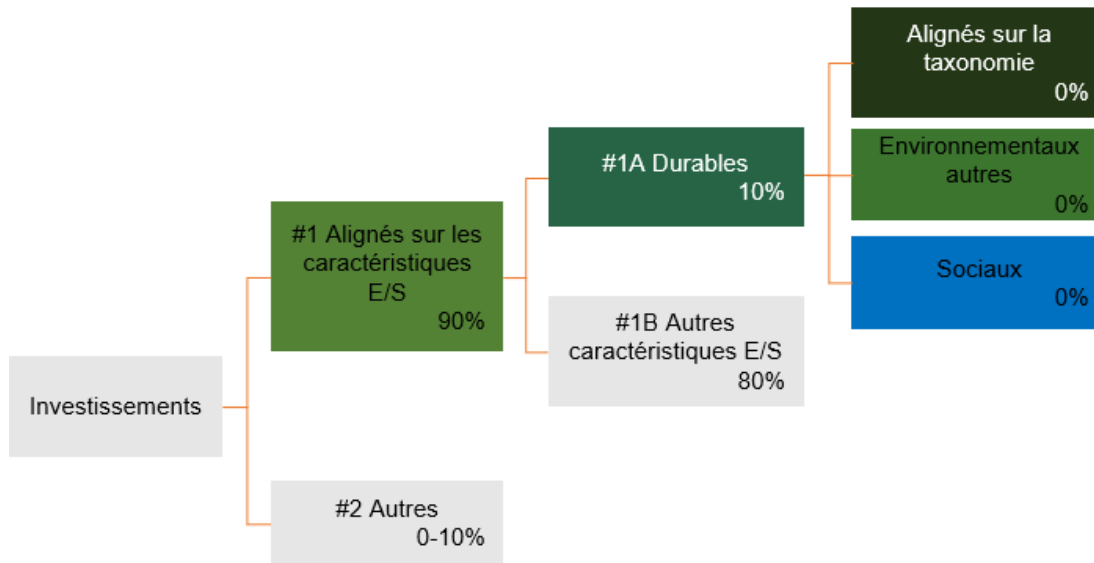 Investissements
#1 Alignés sur les
caractéristiques
E/S
90%
#2 Autres
0-10%
#1A Durables
10%
#1B Autres
caractéristiques E/S
80%
Alignés sur la
taxonomie
0%
Environnementaux
autres
0%
Sociaux
0%